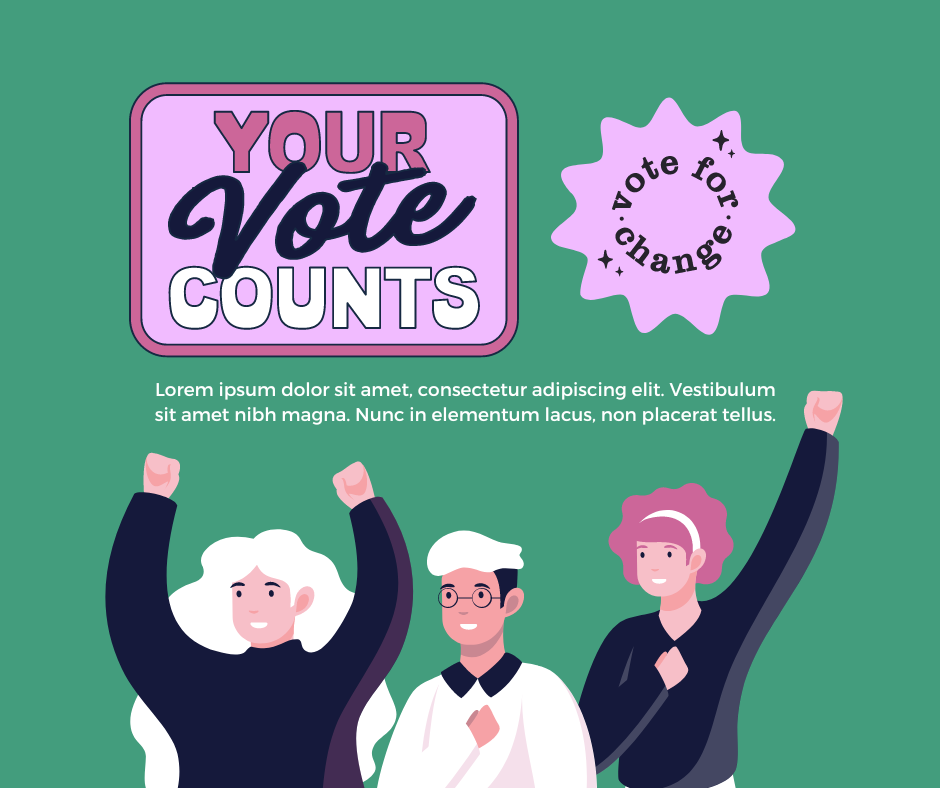 YOUR
Vote
COUNTS
vote for
change
Lorem ipsum dolor sit amet, consectetur adipiscing elit. Vestibulum
sit amet nibh magna. Nunc in elementum lacus, non placerat tellus.